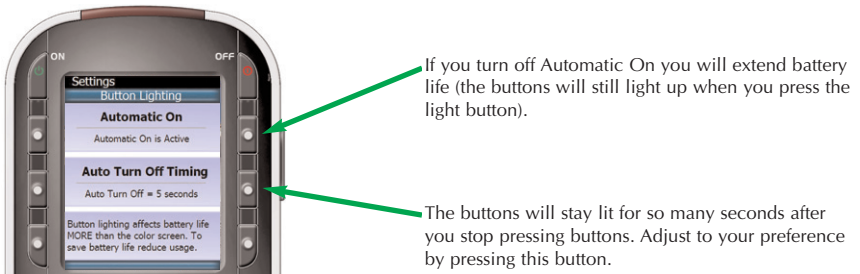 ON
OFF
Settings
Button Lighting
Automatic On
Automatic On is Active
Auto Turn Off Timing
Auto Turn Off = 5 seconds
Button lighting affects battery life
MORE than the color screen. To
save battery life reduce usage.
If you turn off Automatic On you will extend battery
life (the buttons will still light up when you press the
light button).
The buttons will stay lit for so many seconds after
you stop pressing buttons. Adjust to your preference
by pressing this button.